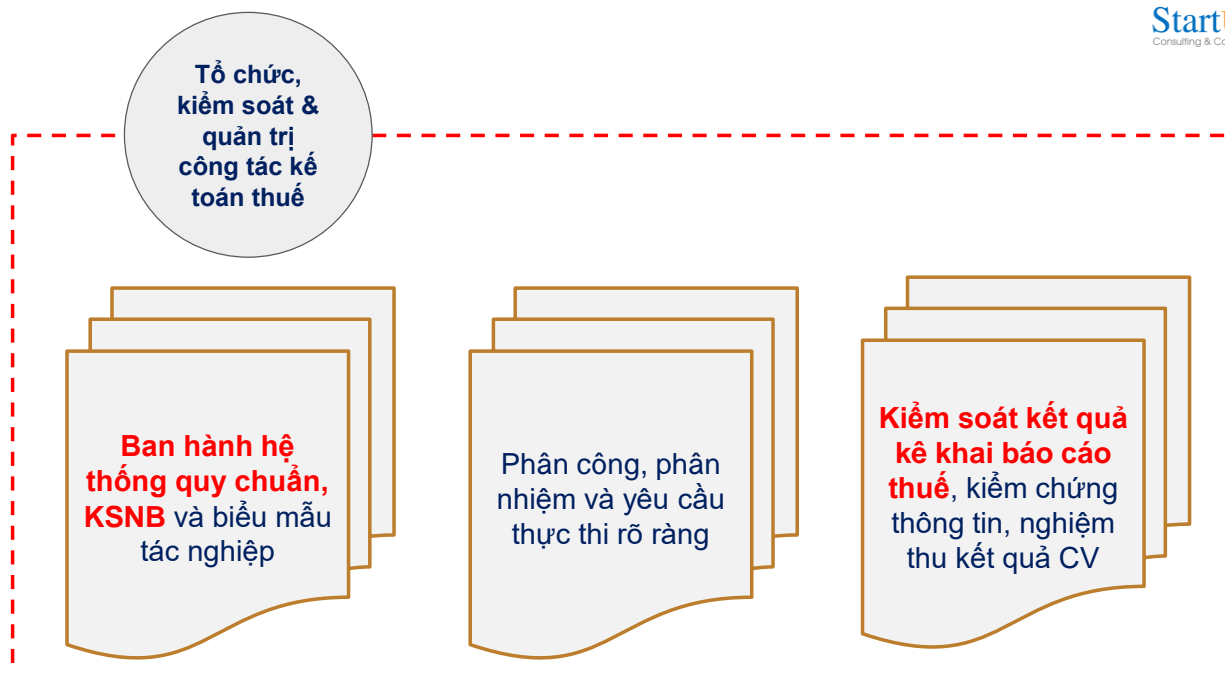 Start
Consulting & Co
Tổ chức,
kiểm soát &
quản trị
công tác kế
toán thuế
Ban hành hệ
thống quy chuẩn,
KSNB và biểu mẫu
tác nghiệp
Phân công, phân
nhiệm và yêu cầu
thực thi rõ ràng
Kiểm soát kết quả
kê khai báo cáo
thuế, kiểm chứng
thông tin, nghiệm
thu kết quả CV